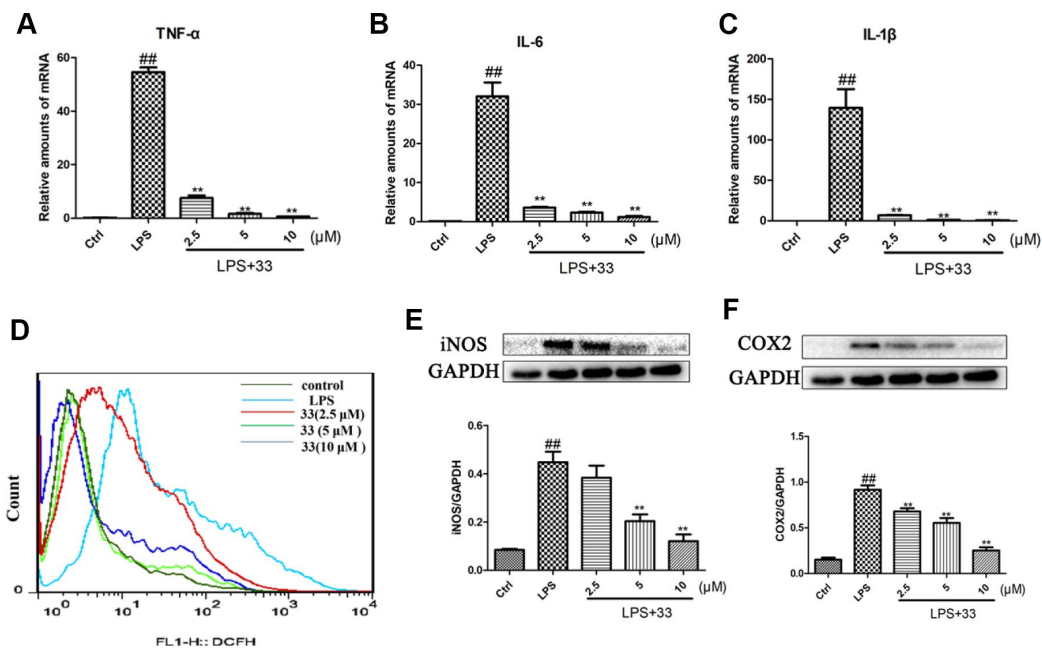 A
TNF-α
Relative amounts of mRNA
60
40
20
0
##
**
**
**
Ctrl
LPS
2.5
5
10
(μM)
LPS+33
B
IL-6
Relative amounts of mRNA
40
30
20
10
0
##
**
**
**
Ctrl
LPS
2.5
5
10
(μM)
LPS+33
C
IL-1β
Relative amounts of mRNA
200
150
100
50
0
##
**
**
**
Ctrl
LPS
2.5
5
10
(μM)
LPS+33
D
control
LPS
33(2.5 μM)
33 (5 μM )
33(10 μM )
Count
0
10⁰
10¹
10²
10³
10⁴
FL1-H:: DCFH
E
iNOS
GAPDH
iNOS/GAPDH
0.6
0.4
0.2
0.0
##
**
**
Ctrl
LPS
2.5
5
10
(μM)
LPS+33
F
COX2
GAPDH
COX2/GAPDH
1.5
1.0
0.5
0.0
##
**
**
**
Ctrl
LPS
2.5
5
10
(μM)
LPS+33